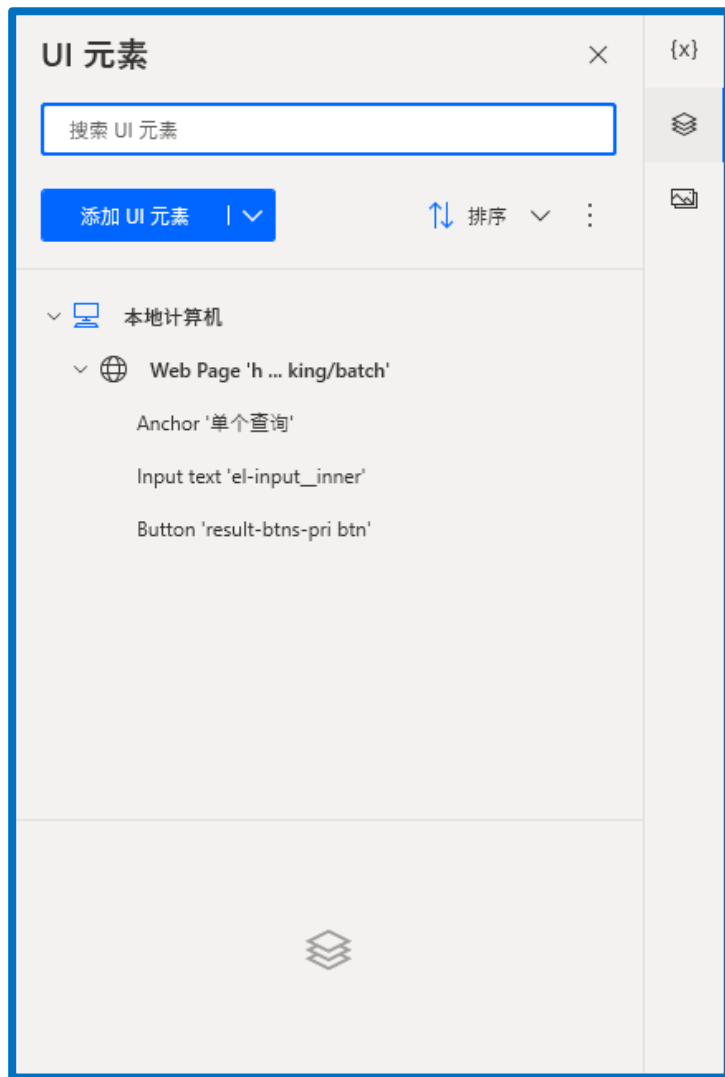 UI 元素
{x}
搜索 UI 元素
添加 UI 元素
排序
本地计算机
Web Page 'h ... king/batch'
Anchor '单个查询'
Input text 'el-input__inner'
Button 'result-btns-pri btn'